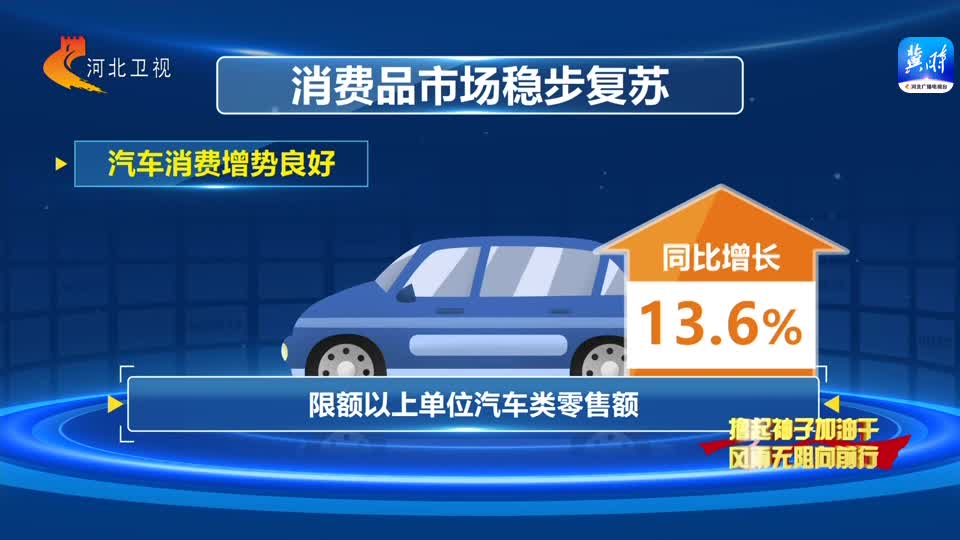 河北卫视
消费品市场稳步复苏
冀时
河北广播电视台
汽车消费增势良好
同比增长
13.6%
限额以上单位汽车类零售额
撸起袖子加油干
风雨无阻向前行